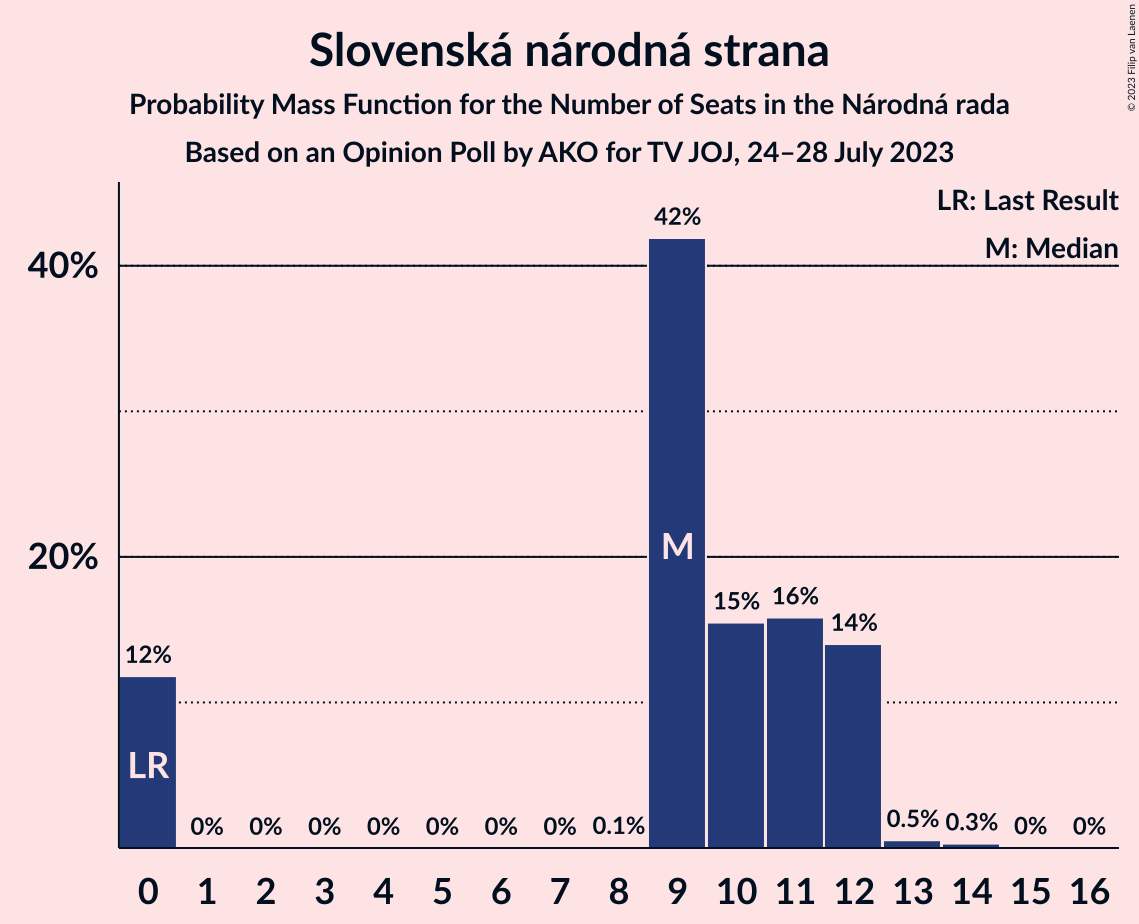 Slovenská národná strana
Probability Mass Function for the Number of Seats in the Národná rada
Based on an Opinion Poll by AKO for TV JOJ, 24–28 July 2023
© 2023 Filip van Laenen
LR: Last Result
M: Median
40%
20%
12% 0% 0% 0% 0% 0% 0% 0% 0.1% 42% 15% 16% 14% 0.5% 0.3% 0% 0%
LR
M
0 1 2 3 4 5 6 7 8 9 10 11 12 13 14 15 16